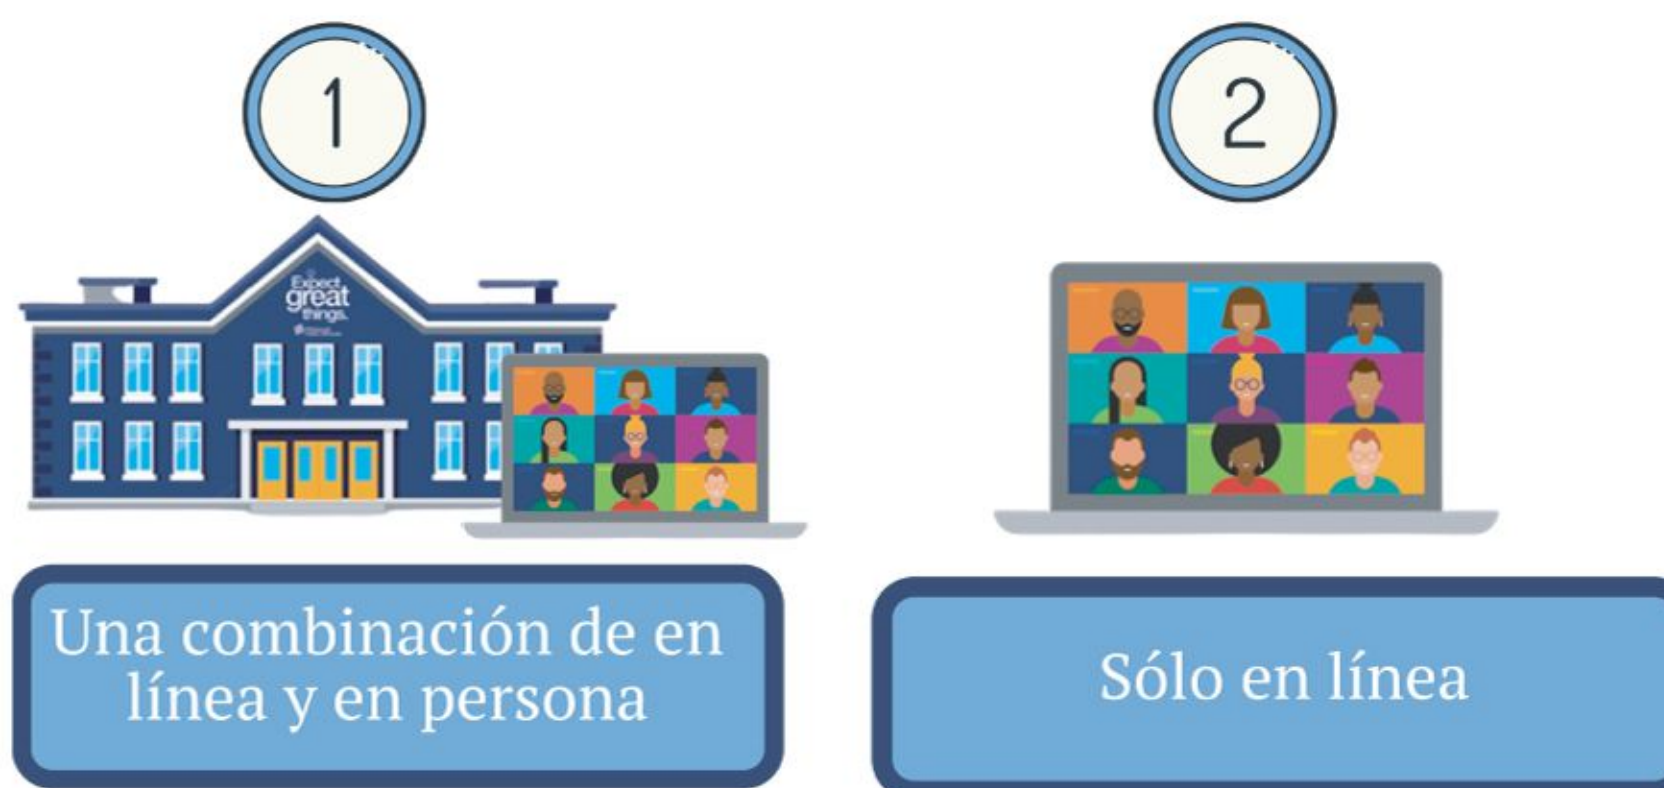 1
2
Expect
great
things.
Una combinación de en
línea y en persona
Sólo en línea